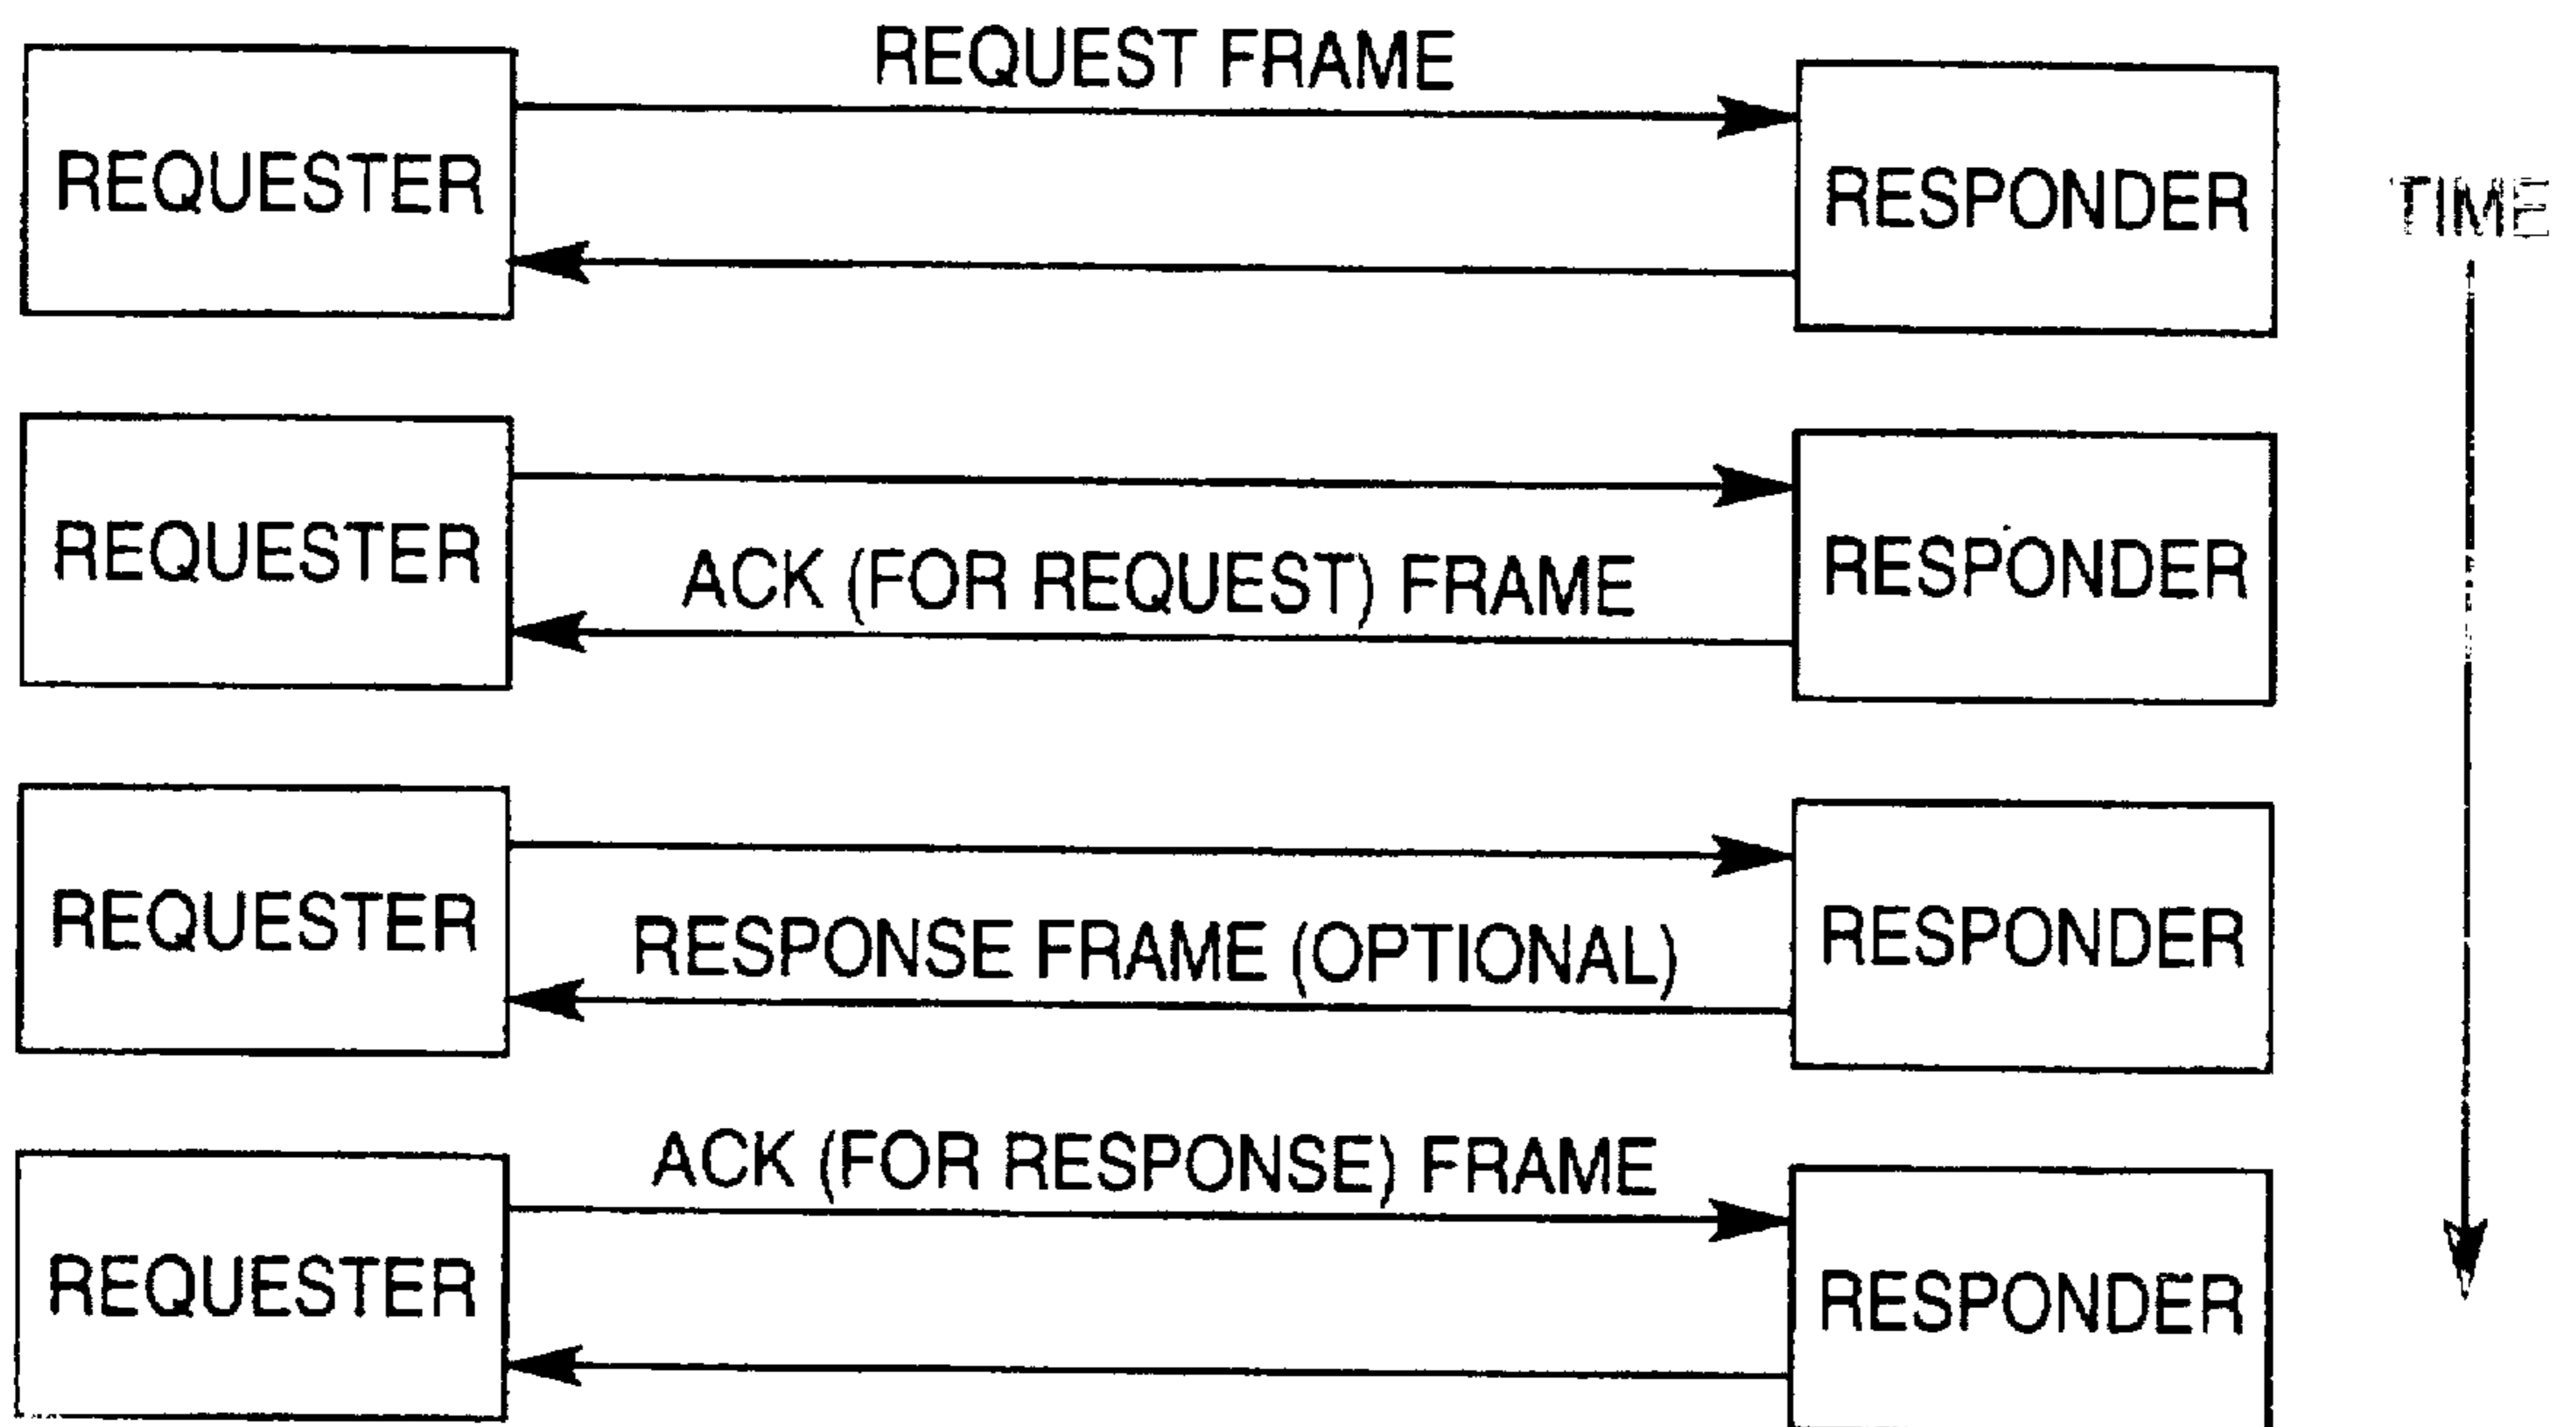 REQUEST FRAME
REQUESTER
RESPONDER
TIME
REQUESTER
ACK (FOR REQUEST) FRAME
RESPONDER
REQUESTER
RESPONSE FRAME (OPTIONAL)
RESPONDER
ACK (FOR RESPONSE) FRAME
REQUESTER
RESPONDER